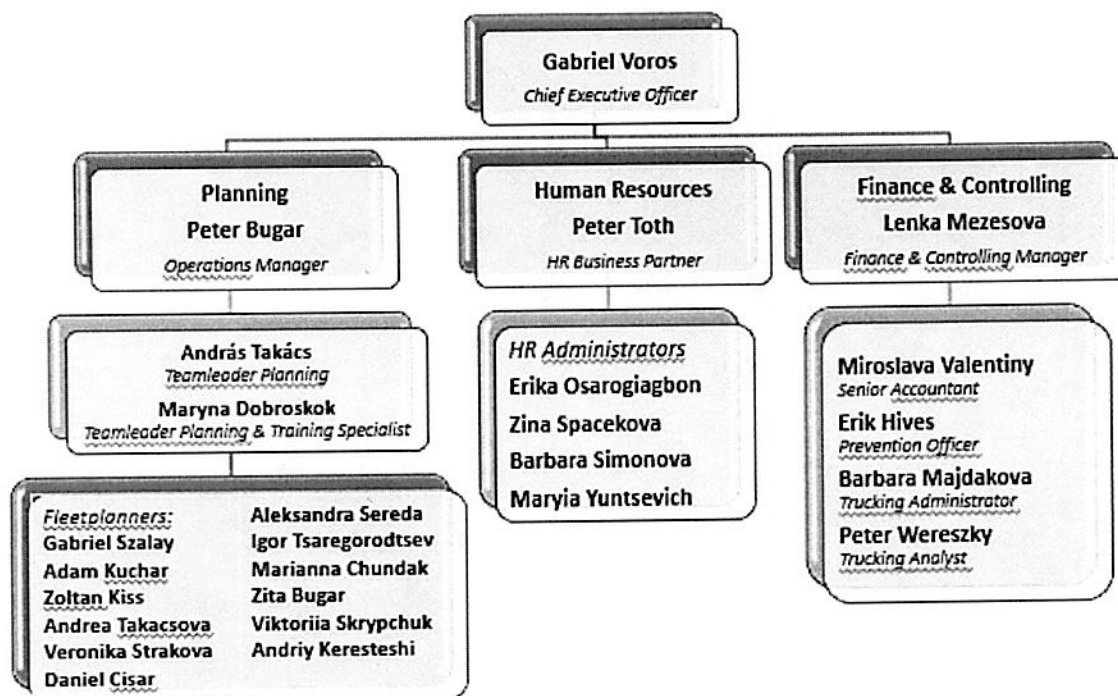 Gabriel Voros
Chief Executive Officer
Planning
Peter Bugar
Operations Manager
Human Resources
Peter Toth
HR Business Partner
Finance & Controlling
Lenka Mezesova
Finance & Controlling Manager
András Takács
Teamleader Planning
Maryna Dobroskok
Teamleader Planning & Training Specialist
HR Administrators
Erika Osarogiagbon
Zina Spacekova
Barbara Simonova
Maryia Yuntsevich
Miroslava Valentiny
Senior Accountant
Erik Hives
Prevention Officer
Barbara Majdakova
Trucking Administrator
Peter Wereszky
Trucking Analyst
Fleetplanners:
Gabriel Szalay
Adam Kuchar
Zoltan Kiss
Andrea Takacsova
Veronika Strakova
Daniel Cisar
Aleksandra Sereda
Igor Tsaregorodtsev
Marianna Chundak
Zita Bugar
Viktoriia Skrypchuk
Andriy Keresteshi